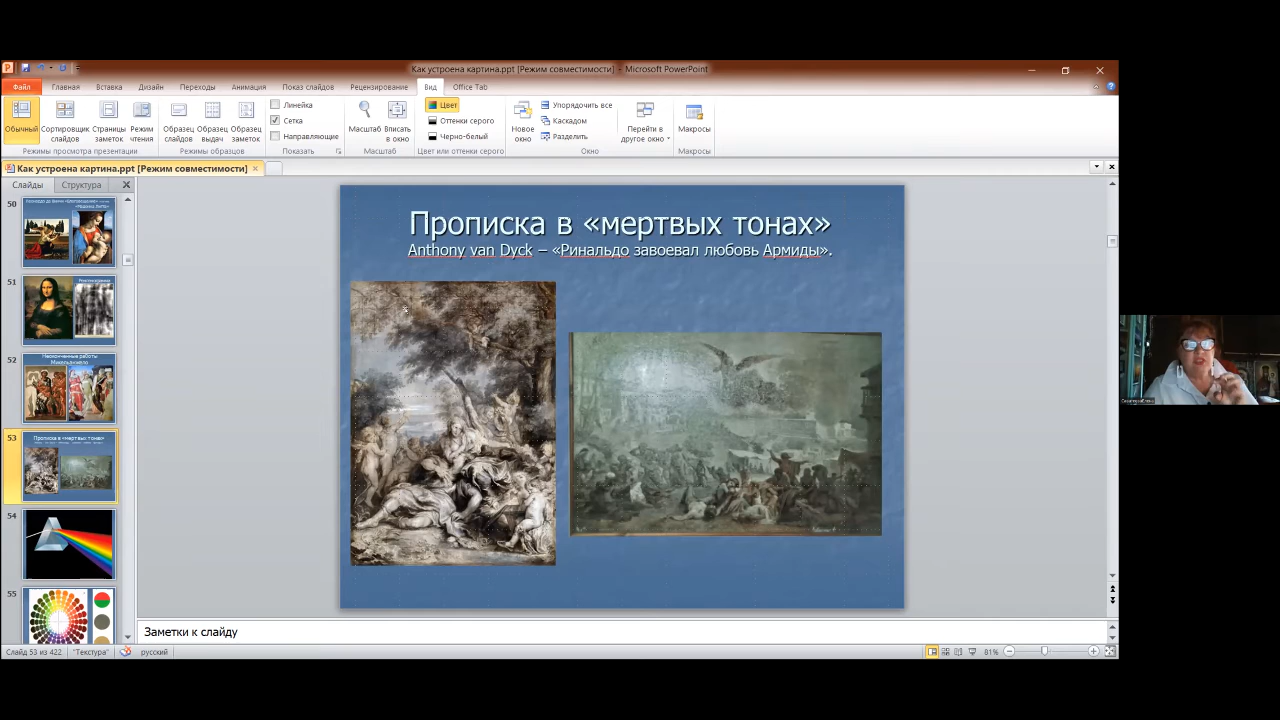 Как устроена картина.ppt [Режим совместимости] - Microsoft PowerPoint
Файл Главная Вставка Дизайн Переходы Анимация Показ слайдов Рецензирование Вид Office Tab
Обычный Сортировщик слайдов Страницы заметок Режим чтения
Режимы просмотра презентации
Образец слайдов Образец выдач Образец заметок
Режимы образцов
Линейка
Сетка
Направляющие
Показать
Масштаб Вписать в окно
Масштаб
Цвет
Оттенки серого
Черно-белый
Цвет или оттенки серого
Новое окно
Упорядочить все
Каскадом
Разделить
Перейти в другое окно
Окно
Макросы
Макросы
Как устроена картина.ppt [Режим совместимости]
Слайды Структура
50
51
52
Неоконченные работы
Микеланджело
53
Прописка в «мертвых тонах»
54
55
Прописка в «мертвых тонах»
Anthony van Dyck – «Ринальдо завоевал любовь Армиды».
Заметки к слайду
Слайд 53 из 422 "Текстура" русский 81%